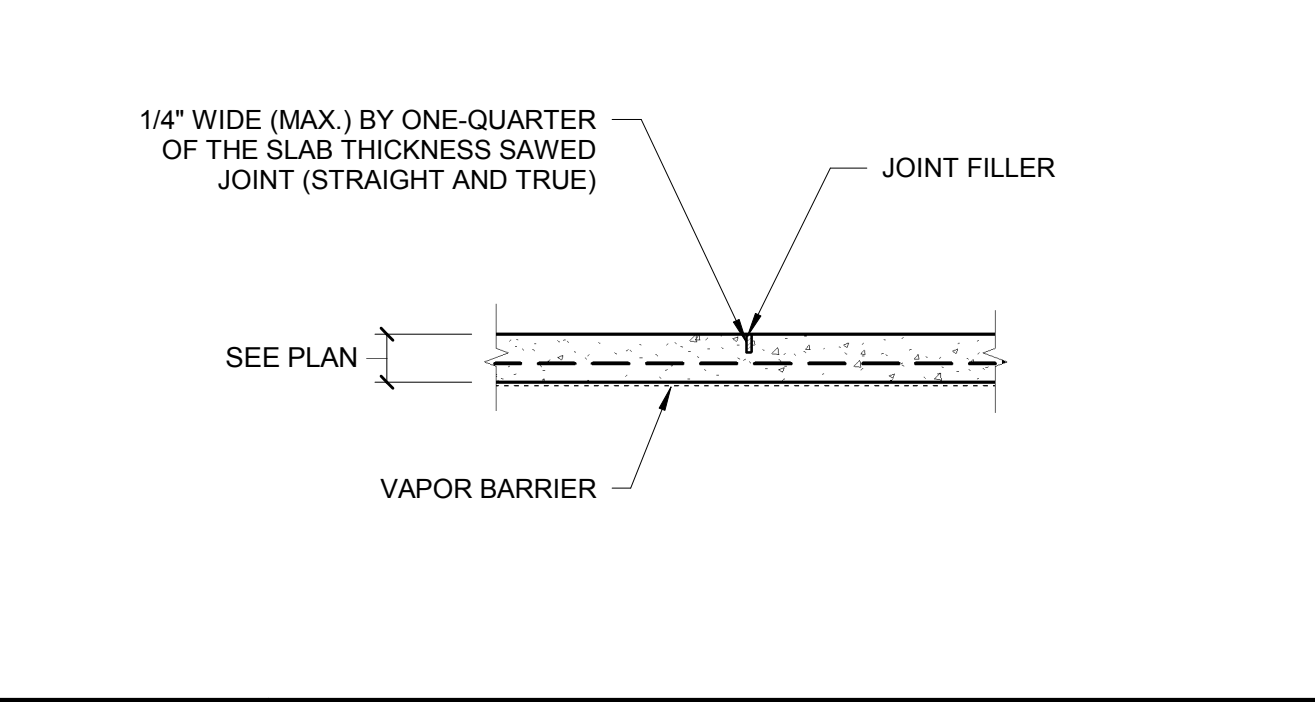 1/4" WIDE (MAX.) BY ONE-QUARTER
OF THE SLAB THICKNESS SAWED
JOINT (STRAIGHT AND TRUE)
JOINT FILLER
SEE PLAN
VAPOR BARRIER